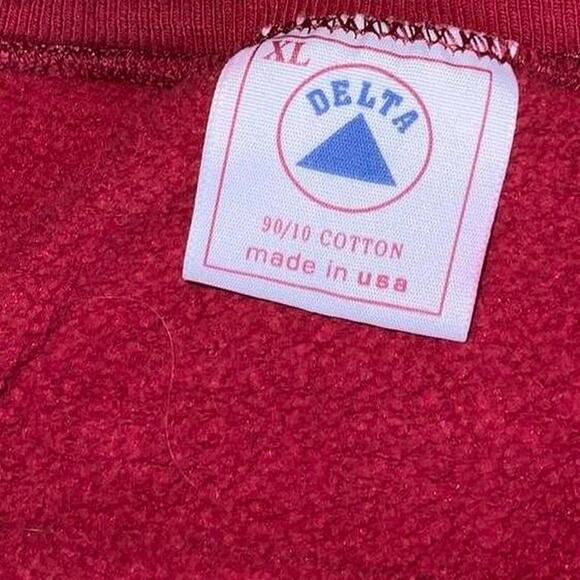 XL
DELTA
90/10 COTTON
made in usa